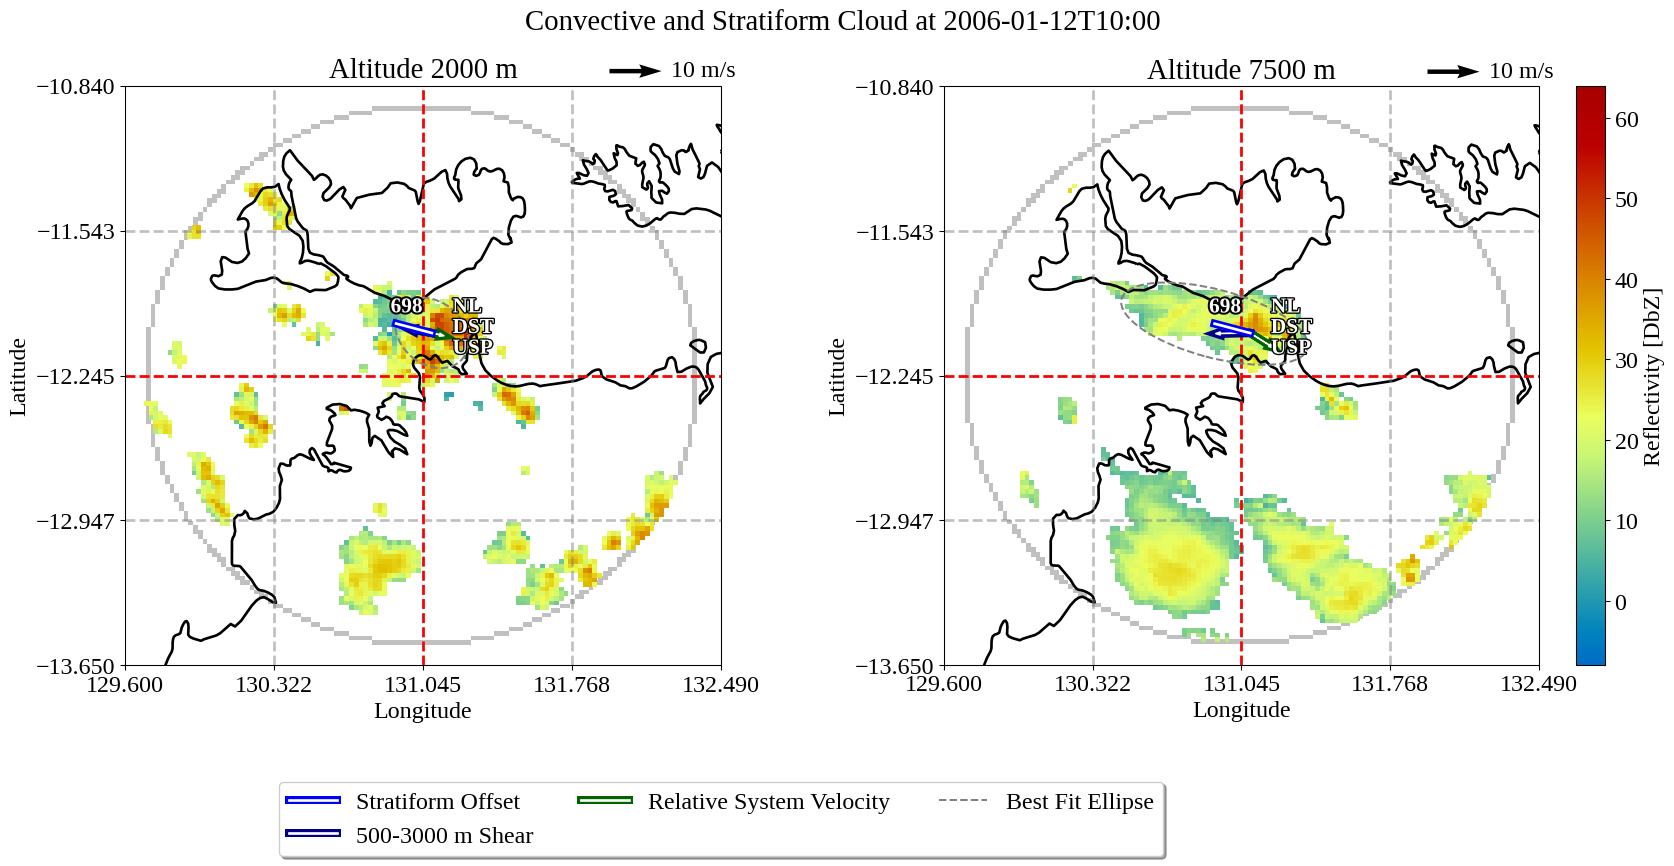 Convective and Stratiform Cloud at 2006-01-12T10:00
Altitude 2000 m
10 m/s
Altitude 7500 m
10 m/s
−10.840
−11.543
−12.245
−12.947
−13.650
Latitude
129.600
130.322
131.045
131.768
132.490
Longitude
698
NL
DST
USP
−10.840
−11.543
−12.245
−12.947
−13.650
Latitude
129.600
130.322
131.045
131.768
132.490
Longitude
698
NL
DST
USP
60
50
40
30
20
10
0
Reflectivity [DbZ]
Stratiform Offset
500-3000 m Shear
Relative System Velocity
Best Fit Ellipse